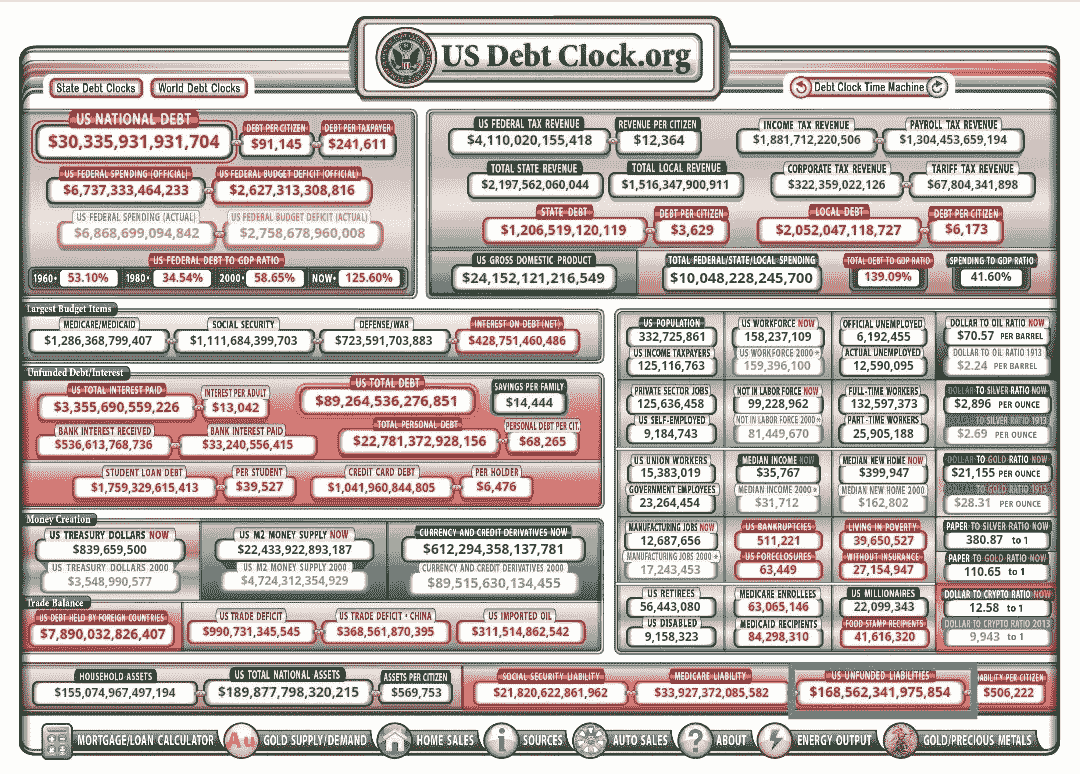 US Debt Clock.org
State Debt Clocks
World Debt Clocks
Debt Clock Time Machine
US NATIONAL DEBT
$30,335,931,931,704
DEBT PER CITIZEN
$91,145
DEBT PER TAXPAYER
$241,611
US FEDERAL SPENDING (OFFICIAL)
$6,737,333,464,233
US FEDERAL BUDGET DEFICIT (OFFICIAL)
$2,627,313,308,816
US FEDERAL SPENDING (ACTUAL)
$6,868,699,094,842
US FEDERAL BUDGET DEFICIT (ACTUAL)
$2,758,678,960,008
US FEDERAL DEBT TO GDP RATIO
1960• 53.10% 1980• 34.54% 2000• 58.65% NOW• 125.60%
US FEDERAL TAX REVENUE
$4,110,020,155,418
REVENUE PER CITIZEN
$12,364
INCOME TAX REVENUE
$1,881,712,220,506
PAYROLL TAX REVENUE
$1,304,453,659,194
TOTAL STATE REVENUE
$2,197,562,060,044
TOTAL LOCAL REVENUE
$1,516,347,900,911
CORPORATE TAX REVENUE
$322,359,022,126
TARIFF TAX REVENUE
$67,804,341,898
STATE DEBT
$1,206,519,120,119
DEBT PER CITIZEN
$3,629
LOCAL DEBT
$2,052,047,118,727
DEBT PER CITIZEN
$6,173
US GROSS DOMESTIC PRODUCT
$24,152,121,216,549
TOTAL FEDERAL/STATE/LOCAL SPENDING
$10,048,228,245,700
TOTAL DEBT TO GDP RATIO
139.09%
SPENDING TO GDP RATIO
41.60%
Largest Budget Items
MEDICARE/MEDICAID
$1,286,368,799,407
SOCIAL SECURITY
$1,111,684,399,703
DEFENSE/WAR
$723,591,703,883
INTEREST ON DEBT (NET)
$428,751,460,486
Unfunded Debt/Interest
US TOTAL INTEREST PAID
$3,355,690,559,226
INTEREST PER ADULT
$13,042
US TOTAL DEBT
$89,264,536,276,851
SAVINGS PER FAMILY
$14,444
BANK INTEREST RECEIVED
$536,613,768,736
BANK INTEREST PAID
$33,240,556,415
TOTAL PERSONAL DEBT
$22,781,372,928,156
PERSONAL DEBT PER CIT.
$68,265
STUDENT LOAN DEBT
$1,759,329,615,413
PER STUDENT
$39,527
CREDIT CARD DEBT
$1,041,960,844,805
PER HOLDER
$6,476
Money Creation
US TREASURY DOLLARS NOW
$839,659,500
US TREASURY DOLLARS 2000
$3,548,990,577
US M2 MONEY SUPPLY NOW
$22,433,922,893,187
US M2 MONEY SUPPLY 2000
$4,724,312,354,929
CURRENCY AND CREDIT DERIVATIVES NOW
$612,294,358,137,781
CURRENCY AND CREDIT DERIVATIVES 2000
$89,515,630,134,455
Trade Balance
US DEBT HELD BY FOREIGN COUNTRIES
$7,890,032,826,407
US TRADE DEFICIT
$990,731,345,545
US TRADE DEFICIT • CHINA
$368,561,870,395
US IMPORTED OIL
$311,514,862,542
US POPULATION
332,725,861
US INCOME TAXPAYERS
125,116,763
US WORKFORCE NOW
158,237,109
US WORKFORCE 2000
159,396,100
OFFICIAL UNEMPLOYED
6,192,455
ACTUAL UNEMPLOYED
12,590,095
DOLLAR TO OIL RATIO NOW
$70.57 PER BARREL
DOLLAR TO OIL RATIO 1913
$2.24 PER BARREL
PRIVATE SECTOR JOBS
125,636,458
US SELF-EMPLOYED
9,184,743
NOT IN LABOR FORCE NOW
99,228,962
NOT IN LABOR FORCE 2000
81,449,670
FULL-TIME WORKERS
132,597,373
PART-TIME WORKERS
25,905,188
DOLLAR TO SILVER RATIO NOW
$2,896 PER OUNCE
DOLLAR TO SILVER RATIO 1913
$2.69 PER OUNCE
US UNION WORKERS
15,383,019
GOVERNMENT EMPLOYEES
23,264,454
MEDIAN INCOME NOW
$35,767
MEDIAN INCOME 2000
$31,712
MEDIAN NEW HOME NOW
$399,947
MEDIAN NEW HOME 2000
$162,802
DOLLAR TO GOLD RATIO NOW
$21,155 PER OUNCE
DOLLAR TO GOLD RATIO 1913
$28.31 PER OUNCE
MANUFACTURING JOBS NOW
12,687,656
MANUFACTURING JOBS 2000
17,243,453
US BANKRUPTCIES
511,221
US FORECLOSURES
63,449
LIVING IN POVERTY
39,650,527
WITHOUT INSURANCE
27,154,947
PAPER TO SILVER RATIO NOW
380.87 to 1
PAPER TO GOLD RATIO NOW
110.65 to 1
US RETIREES
56,443,080
US DISABLED
9,158,323
MEDICARE ENROLLEES
63,065,146
MEDICAID RECIPIENTS
84,298,310
US MILLIONAIRES
22,099,343
FOOD STAMP RECIPIENTS
41,616,320
DOLLAR TO CRYPTO RATIO NOW
12.58 to 1
DOLLAR TO CRYPTO RATIO 2013
9,943 to 1
HOUSEHOLD ASSETS
$155,074,967,497,194
US TOTAL NATIONAL ASSETS
$189,877,798,320,215
ASSETS PER CITIZEN
$569,753
SOCIAL SECURITY LIABILITY
$21,820,622,861,962
MEDICARE LIABILITY
$33,927,372,085,582
US UNFUNDED LIABILITIES
$168,562,341,975,854
IABILITY PER CITIZEN
$506,222
MORTGAGE/LOAN CALCULATOR
Au GOLD SUPPLY/DEMAND
HOME SALES
SOURCES
AUTO SALES
ABOUT
ENERGY OUTPUT
GOLD/PRECIOUS METALS